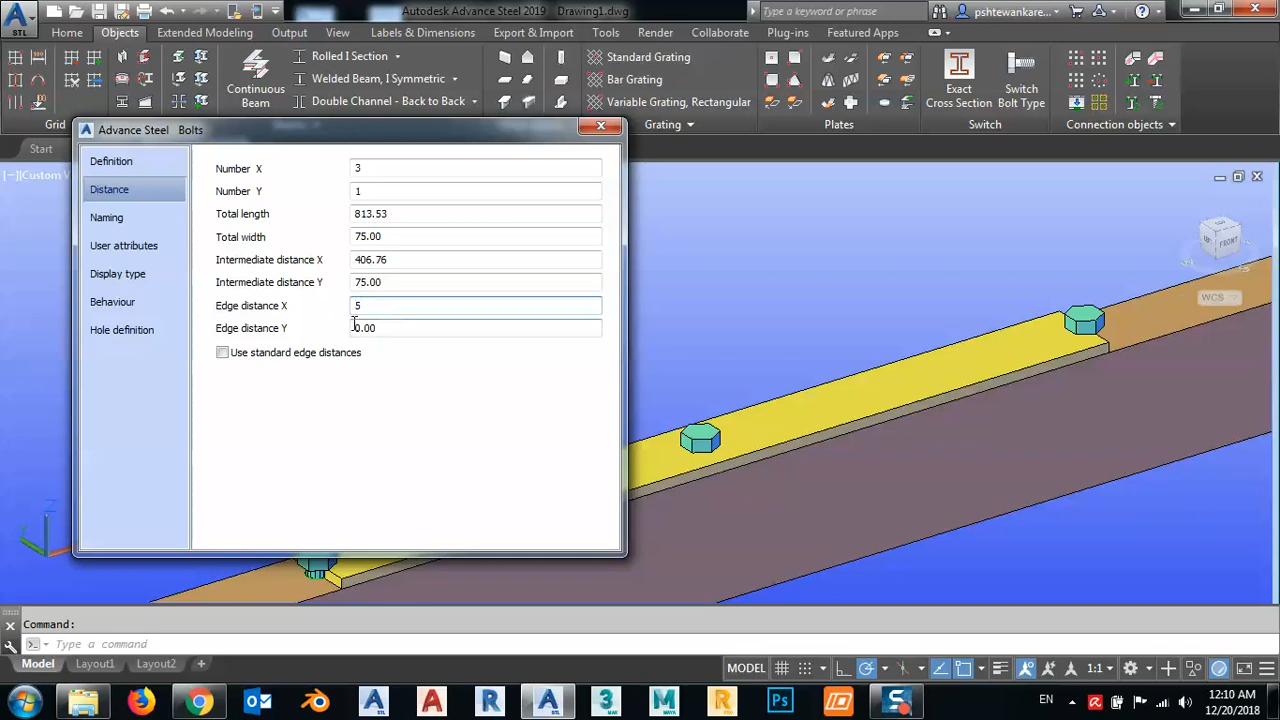 Autodesk Advance Steel 2019 Drawing1.dwg
Type a keyword or phrase
pshtewankare...
STL
Home Objects Extended Modeling Output View Labels & Dimensions Export & Import Tools Render Collaborate Plug-ins Featured Apps
Rolled I Section
Welded Beam, I Symmetric
Double Channel - Back to Back
Continuous
Beam
Standard Grating
Bar Grating
Variable Grating, Rectangular
Exact
Cross Section
Switch
Bolt Type
Grid
Grating
Plates
Switch
Connection objects
Start
Advance Steel Bolts
Definition
Distance
Naming
User attributes
Display type
Behaviour
Hole definition
Number X 3
Number Y 1
Total length 813.53
Total width 75.00
Intermediate distance X 406.76
Intermediate distance Y 75.00
Edge distance X 5
Edge distance Y 0.00
Use standard edge distances
FRONT
WCS
Command:
Type a command
Model Layout1 Layout2 +
MODEL
1:1
EN
12:10 AM
12/20/2018